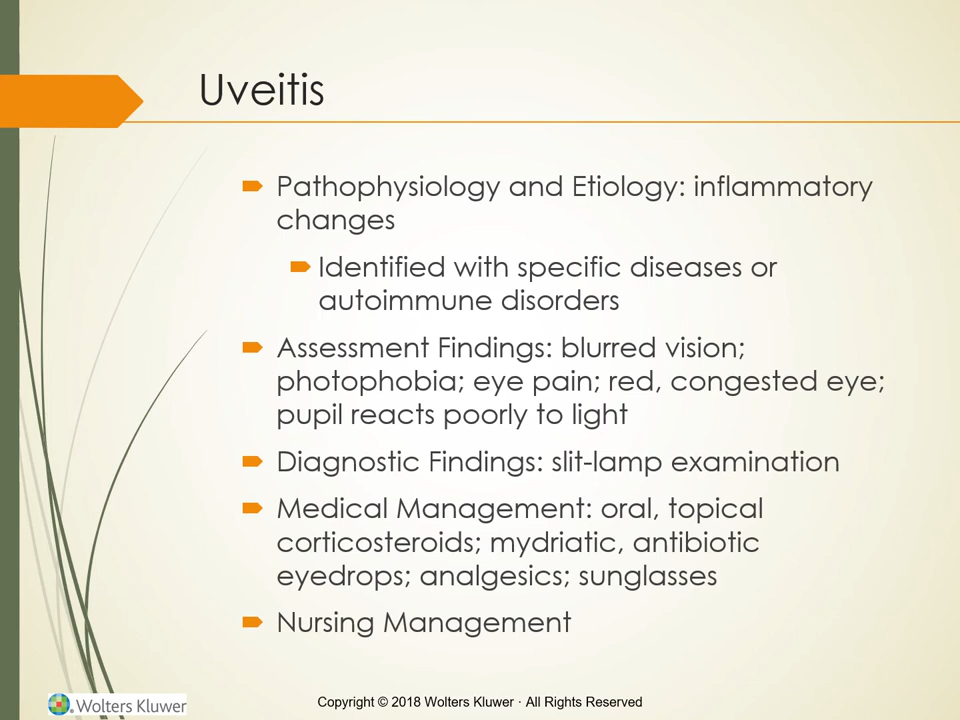 Uveitis
Pathophysiology and Etiology: inflammatory
changes
Identified with specific diseases or
autoimmune disorders
Assessment Findings: blurred vision;
photophobia; eye pain; red, congested eye;
pupil reacts poorly to light
Diagnostic Findings: slit-lamp examination
Medical Management: oral, topical
corticosteroids; mydriatic, antibiotic
eyedrops; analgesics; sunglasses
Nursing Management
Wolters Kluwer
Copyright © 2018 Wolters Kluwer · All Rights Reserved